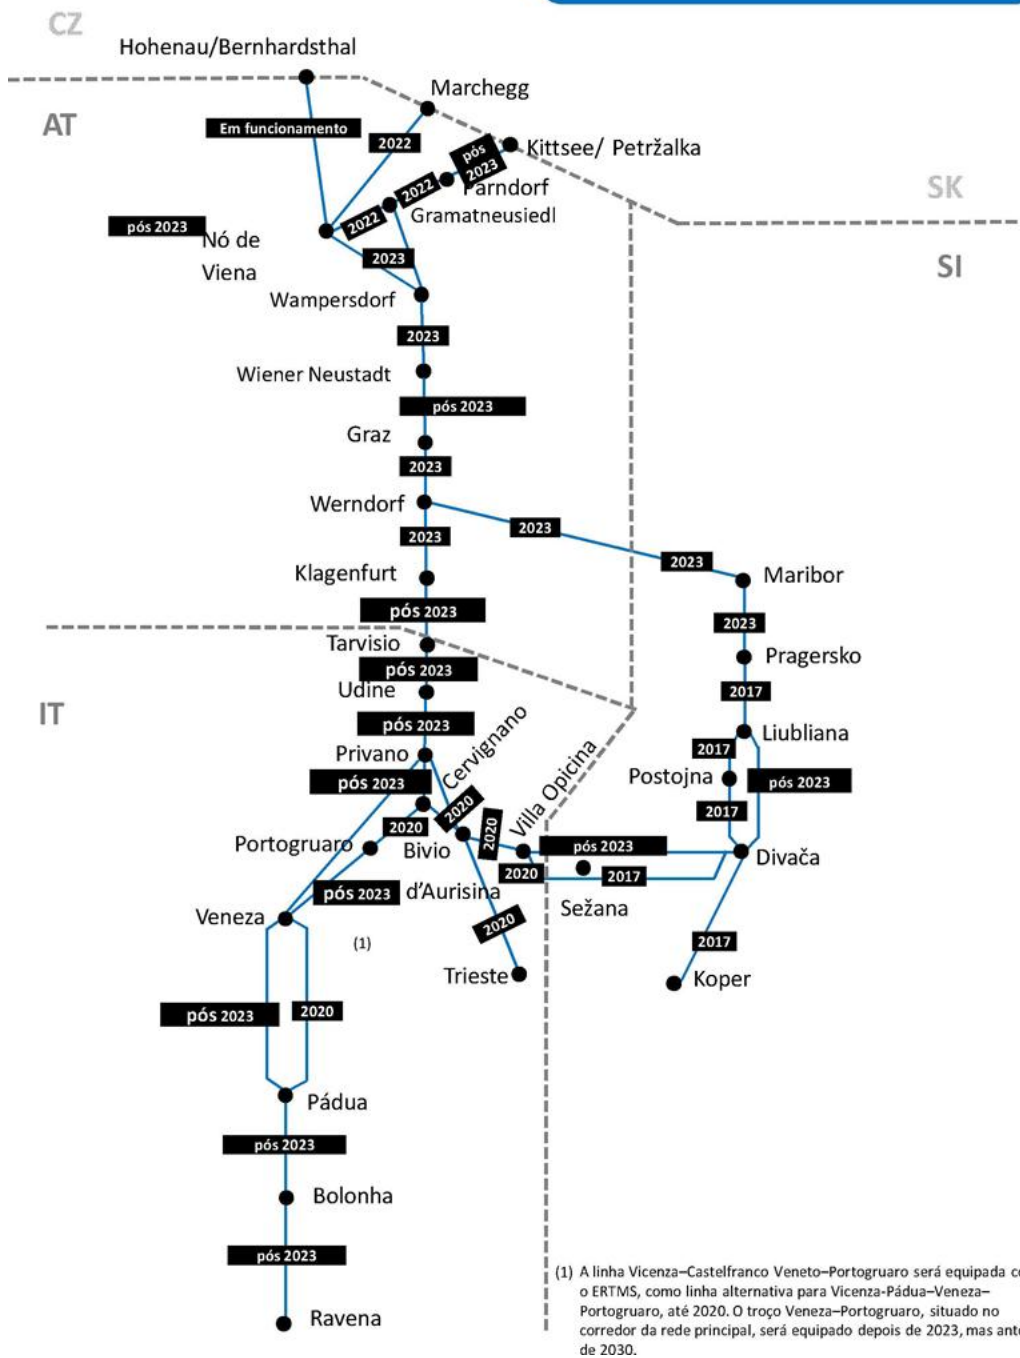 CZ
Hohenau/Bernhardsthal
Marchegg
AT
Em funcionamento
2022
Kittsee/ Petržalka
pós
2023
Parndorf
2022
SK
Gramatneusiedl
2022
pós 2023
Nó de
Viena
2023
SI
Wampersdorf
2023
Wiener Neustadt
pós 2023
Graz
2023
Werndorf
2023
2023
2023
Klagenfurt
Maribor
pós 2023
2023
Tarvisio
Pragersko
pós 2023
Udine
2017
IT
pós 2023
Cervignano
Liubliana
Privano
2017
Villa Opicina
pós 2023
Postojna
pós 2023
2020
2017
2020
2020
Portogruaro
Bivio
pós 2023
Divača
2020
2017
pós 2023
d'Aurisina
Sežana
Veneza
2020
(1)
2017
Trieste
Koper
pós 2023
2020
Pádua
pós 2023
Bolonha
pós 2023
Ravena
(1) A linha Vicenza–Castelfranco Veneto–Portogruaro será equipada
o ERTMS, como linha alternativa para Vicenza-Pádua–Veneza–
Portogruaro, até 2020. O troço Veneza–Portogruaro, situado no
corredor da rede principal, será equipado depois de 2023, mas
de 2030.